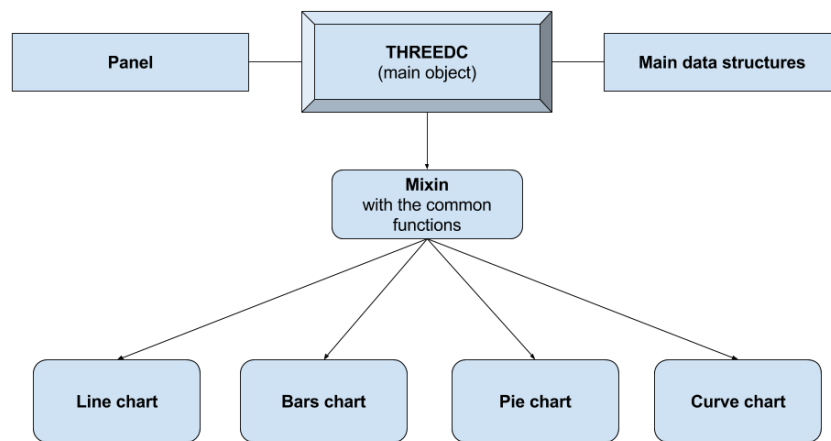 Panel
THREEDC
(main object)
Main data structures
Mixin
with the common
functions
Line chart
Bars chart
Pie chart
Curve chart